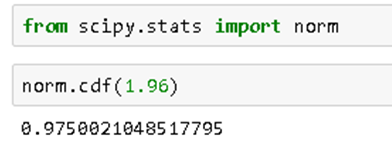 from scipy.stats import norm
norm.cdf(1.96)
0.9750021048517795